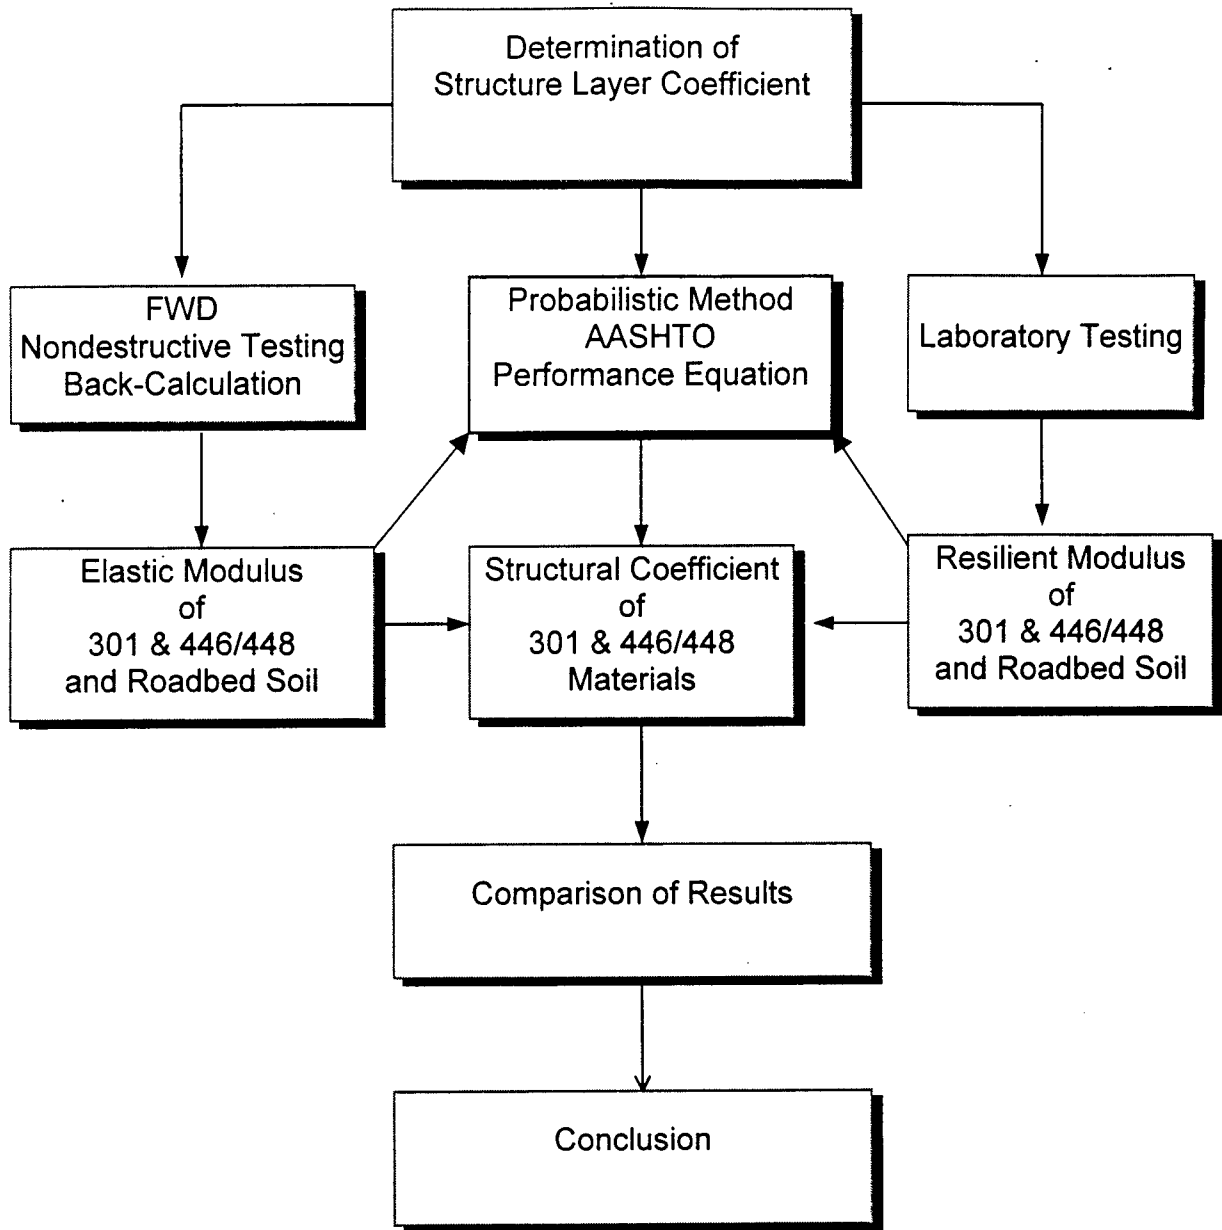 Determination of
Structure Layer Coefficient
FWD
Nondestructive Testing
Back-Calculation
Probabilistic Method
AASHTO
Performance Equation
Laboratory Testing
Elastic Modulus
of
301 & 446/448
and Roadbed Soil
Structural Coefficient
of
301 & 446/448
Materials
Resilient Modulus
of
301 & 446/448
and Roadbed Soil
Comparison of Results
Conclusion